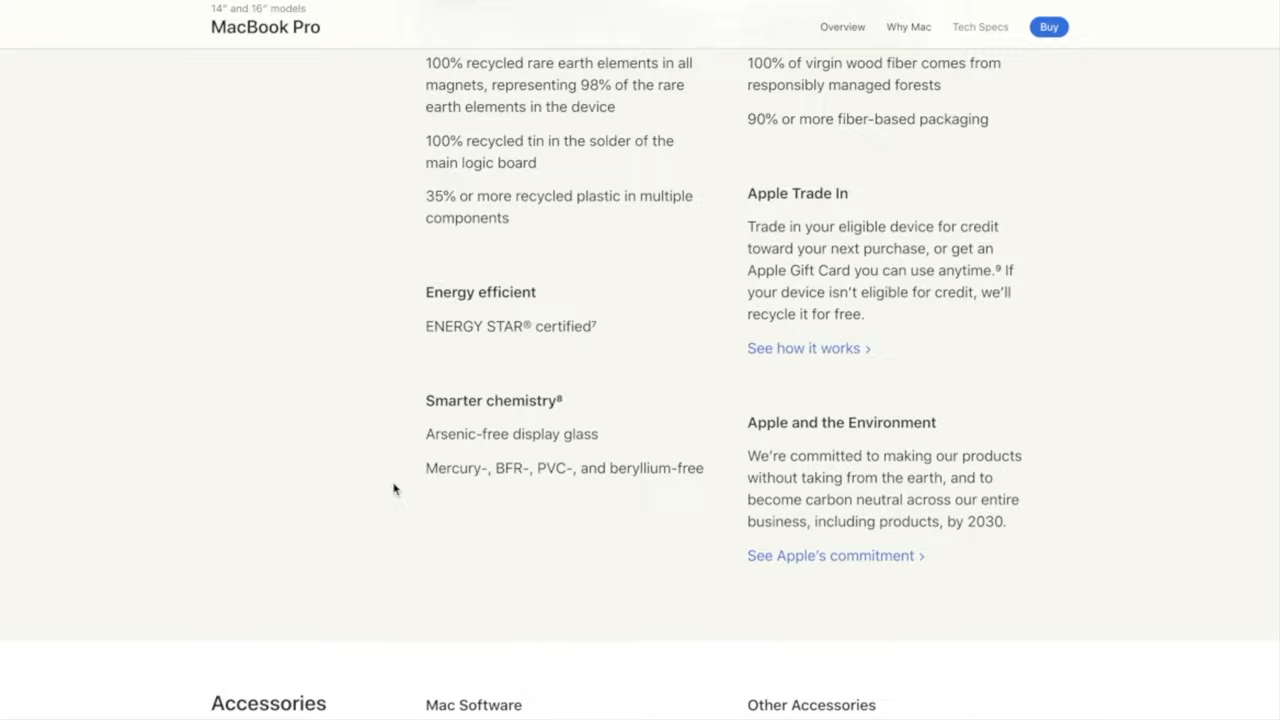 14″ and 16″ models
MacBook Pro
Overview
Why Mac
Tech Specs
Buy
100% recycled rare earth elements in all
magnets, representing 98% of the rare
earth elements in the device
100% recycled tin in the solder of the
main logic board
35% or more recycled plastic in multiple
components
Energy efficient
ENERGY STAR® certified⁷
Smarter chemistry⁸
Arsenic-free display glass
Mercury-, BFR-, PVC-, and beryllium-free
100% of virgin wood fiber comes from
responsibly managed forests
90% or more fiber-based packaging
Apple Trade In
Trade in your eligible device for credit
toward your next purchase, or get an
Apple Gift Card you can use anytime.⁹ If
your device isn’t eligible for credit, we’ll
recycle it for free.
See how it works >
Apple and the Environment
We’re committed to making our products
without taking from the earth, and to
become carbon neutral across our entire
business, including products, by 2030.
See Apple’s commitment >
Accessories
Mac Software
Other Accessories